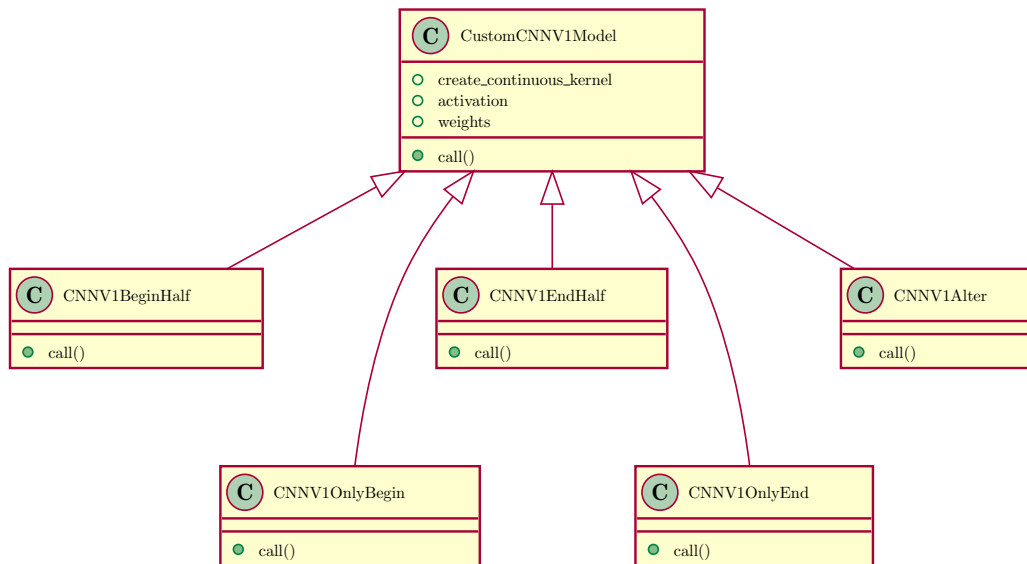 C CustomCNNV1Model
create_continuous_kernel
activation
weights
call()
C CNNV1BeginHalf
call()
C CNNV1EndHalf
call()
C CNNV1Alter
call()
C CNNV1OnlyBegin
call()
C CNNV1OnlyEnd
call()